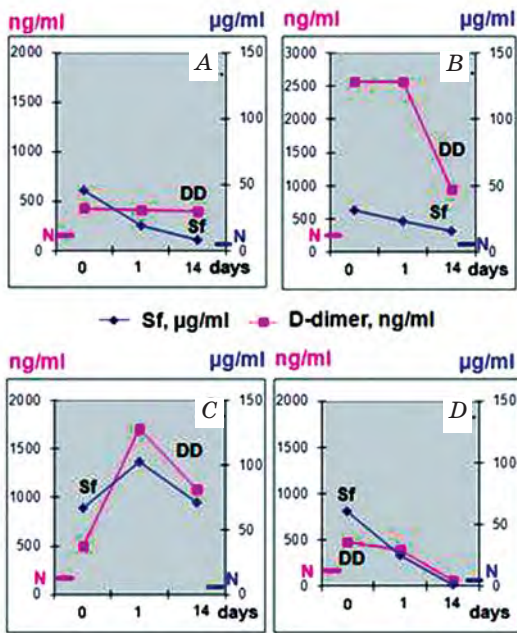 ng/ml µg/ml ng/ml µg/ml
2000 150 3000 150
A B
1500 2500
100 2000 100
1000 1500
DD DD
500 50 1000 50
Sf Sf
N N 500 N N
0 0 0 0
0 1 14 days 0 1 14 days
Sf, µg/ml D-dimer, ng/ml
ng/ml µg/ml ng/ml µg/ml
2000 150 2000 150
C D
1500 DD 1500
Sf 100 100
1000 1000 Sf
50 50
500 500 DD
N N N N
0 0 0 0
0 1 14 days 0 1 14 days